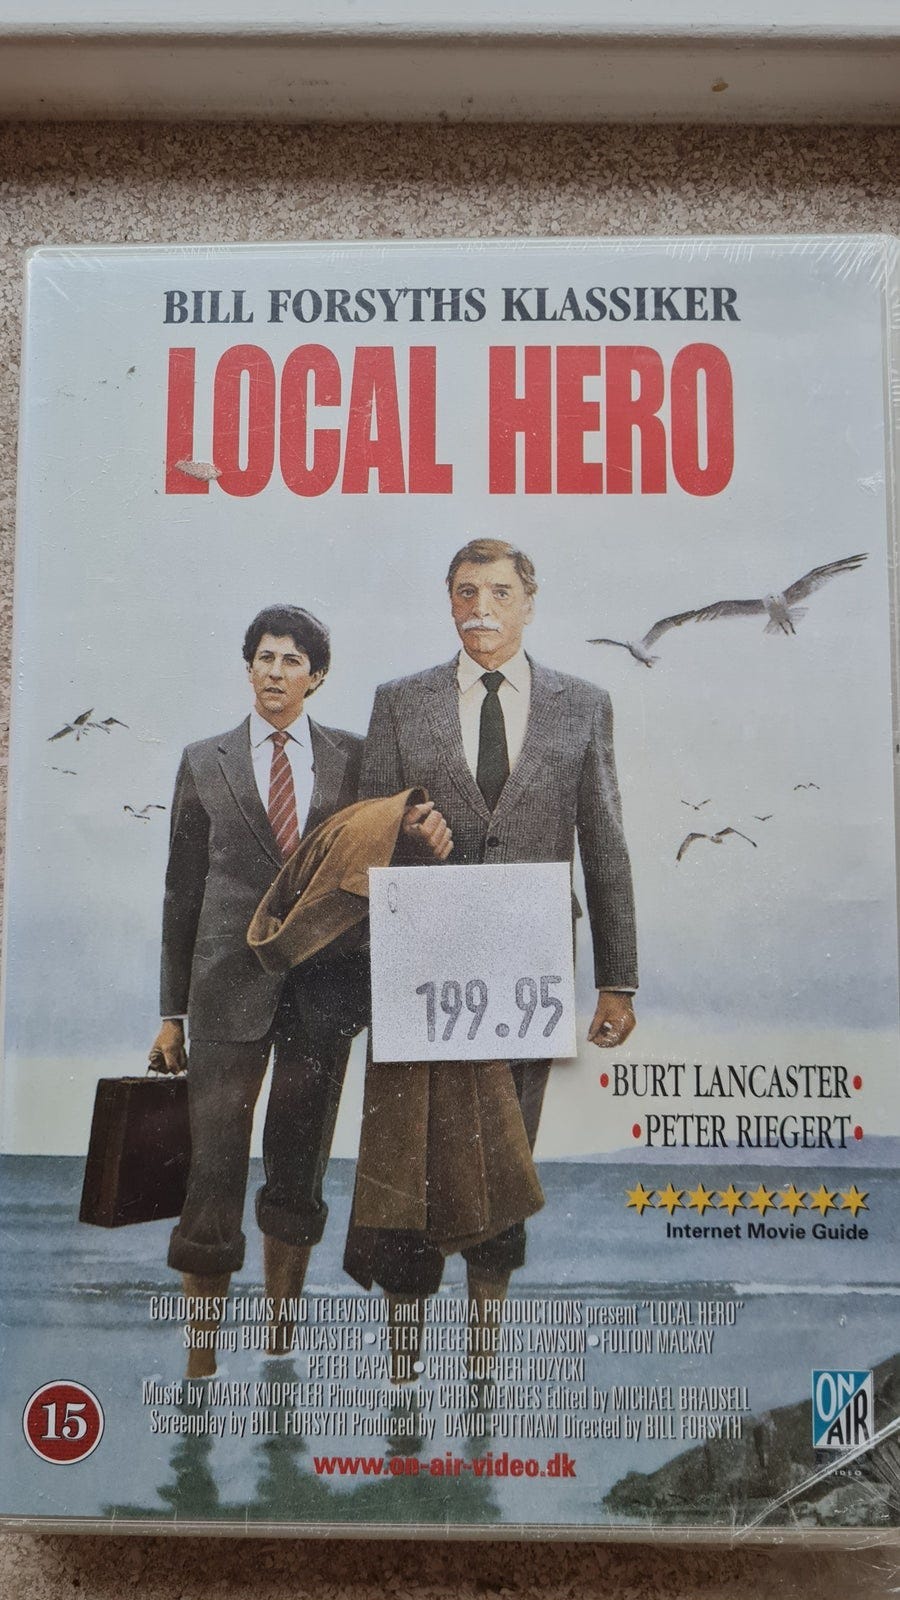 BILL FORSYTHS KLASSIKER
LOCAL HERO
199.95
•BURT LANCASTER•
•PETER RIEGERT•
Internet Movie Guide
GOLDCREST FILMS AND TELEVISION and ENIGMA PRODUCTIONS present "LOCAL HERO"
Starring BURT LANCASTER•PETER RIEGERTDENIS LAWSON•FULTON MACKAY
PETER CAPALDI•CHRISTOPHER ROZYCKI
Music by MARK KNOPFLER Photography by CHRIS MENGES Edited by MICHAEL BRADSELL
Screenplay by BILL FORSYTH Produced by DAVID PUTTNAM Directed by BILL FORSYTH
15
www.on-air-video.dk
ON
AIR
VIDEO